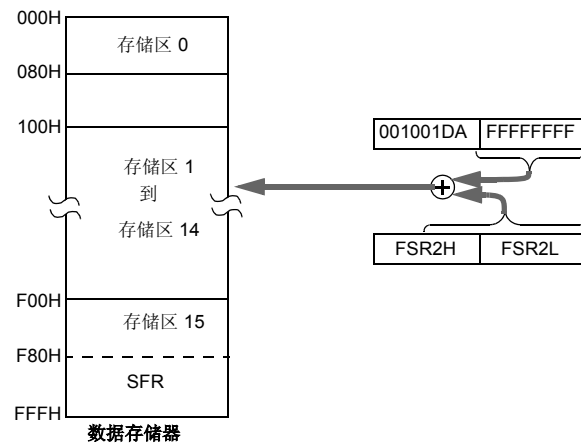 000H
存储区 0
080H
100H
001001DA FFFFFFFF
存储区 1
到
存储区 14
FSR2H FSR2L
F00H
存储区 15
F80H
SFR
FFFH
数据存储器